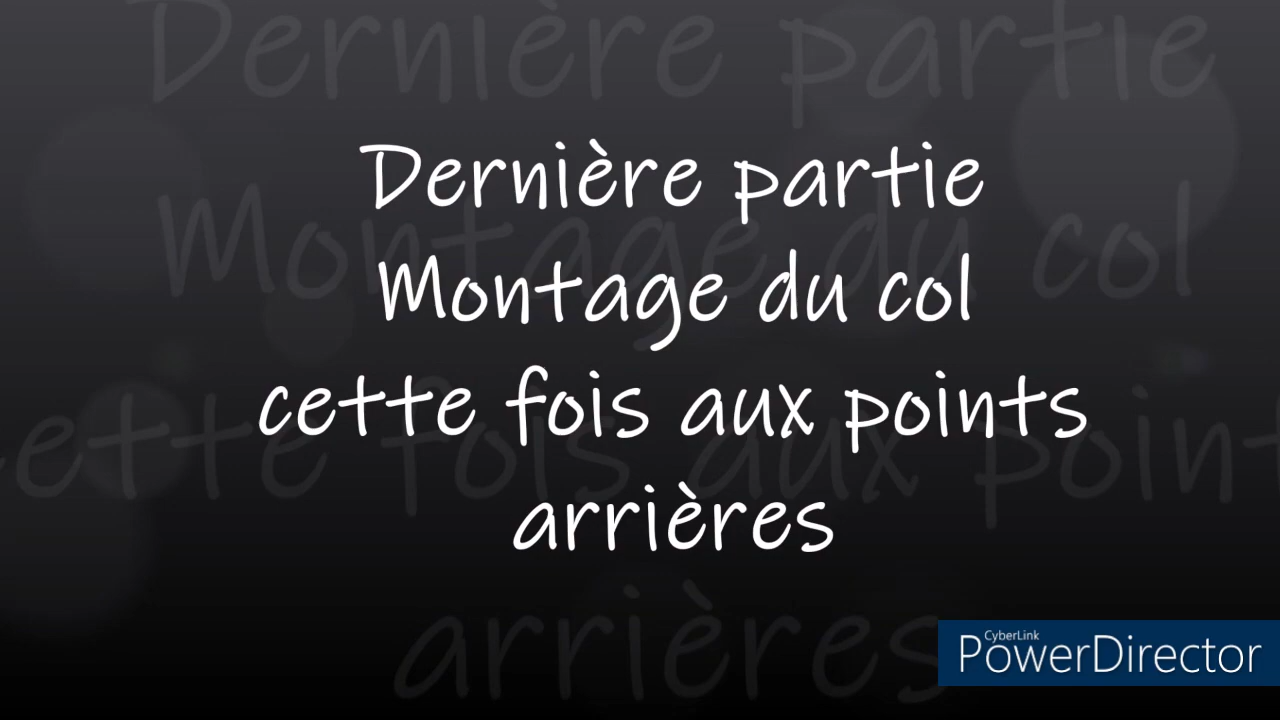 Dernière partie
Montage du col
cette fois aux points
arrières
CyberLink
PowerDirector